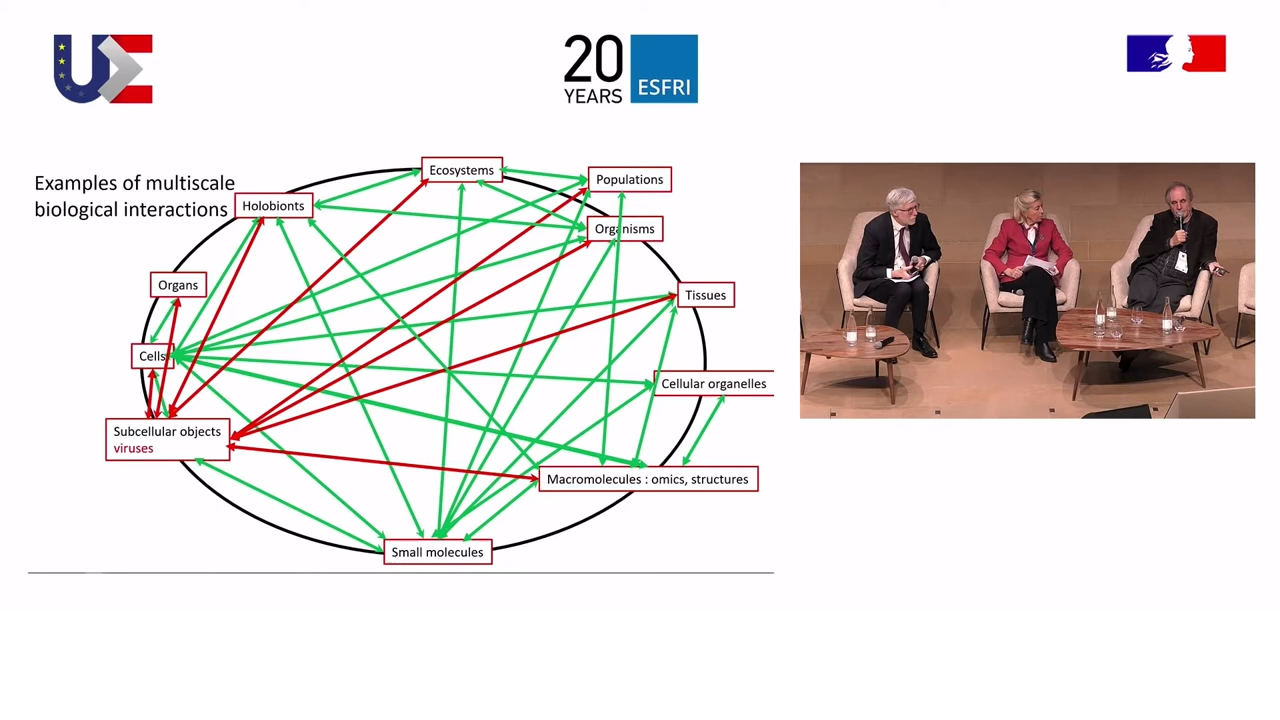 UE
20
YEARS
ESFRI
Examples of multiscale
biological interactions
Ecosystems
Populations
Holobionts
Organisms
Organs
Tissues
Cells
Cellular organelles
Subcellular objects
viruses
Macromolecules : omics, structures
Small molecules